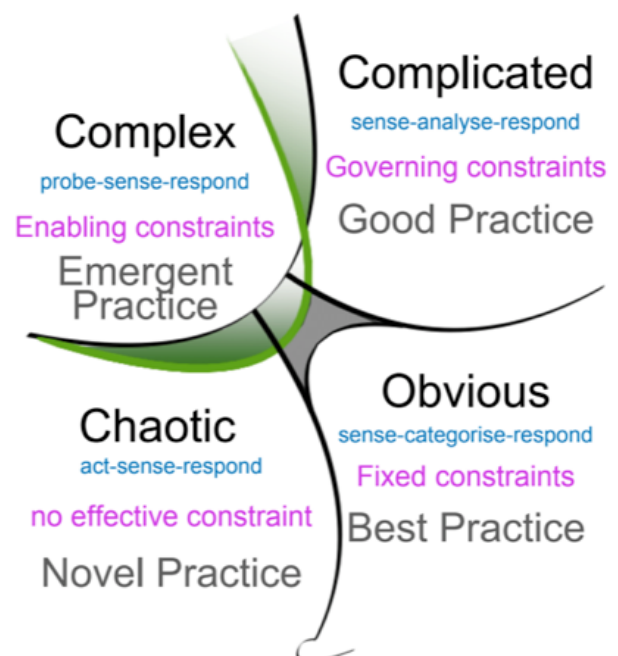 Complex
probe-sense-respond
Enabling constraints
Emergent
Practice
Complicated
sense-analyse-respond
Governing constraints
Good Practice
Chaotic
act-sense-respond
no effective constraint
Novel Practice
Obvious
sense-categorise-respond
Fixed constraints
Best Practice